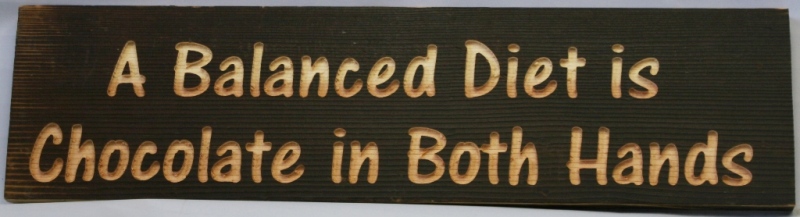 A Balanced Diet is
Chocolate in Both Hands